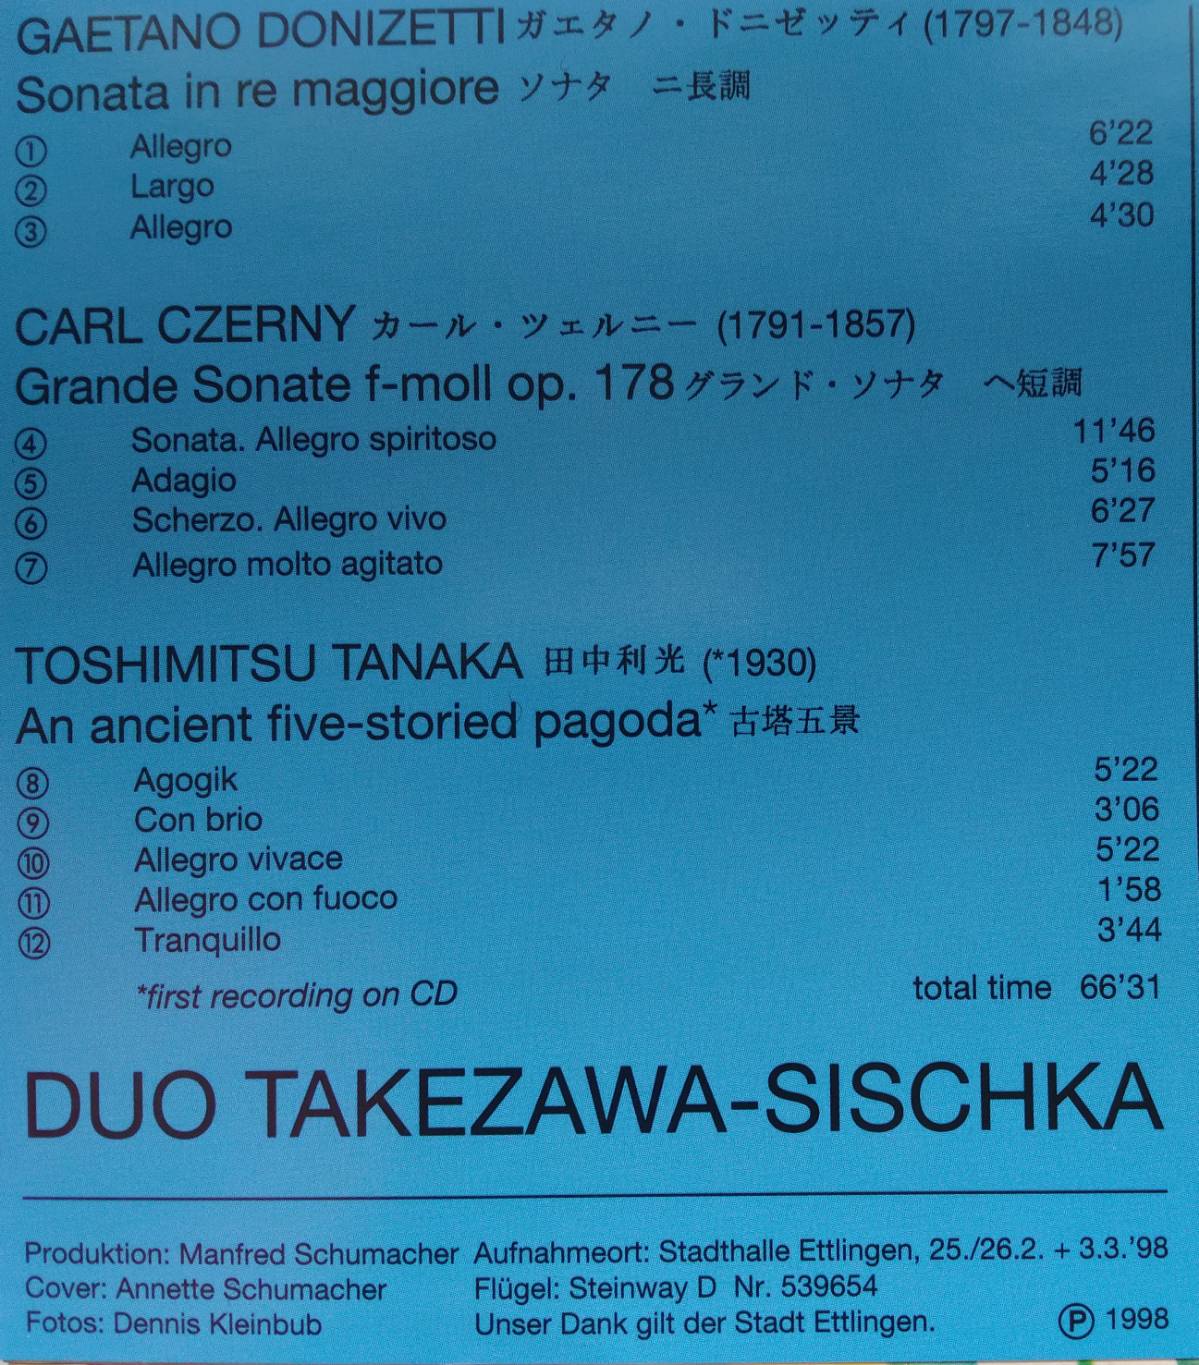 GAETANO DONIZETTI ガエタノ・ドニゼッティ (1797-1848)
Sonata in re maggiore ソナタ ニ長調
① Allegro 6'22
② Largo 4'28
③ Allegro 4'30
CARL CZERNY カール・ツェルニー (1791-1857)
Grande Sonate f-moll op. 178 グランド・ソナタ ヘ短調
④ Sonata. Allegro spiritoso 11'46
⑤ Adagio 5'16
⑥ Scherzo. Allegro vivo 6'27
⑦ Allegro molto agitato 7'57
TOSHIMITSU TANAKA 田中利光 (*1930)
An ancient five-storied pagoda* 古塔五景
⑧ Agogik 5'22
⑨ Con brio 3'06
⑩ Allegro vivace 5'22
⑪ Allegro con fuoco 1'58
⑫ Tranquillo 3'44
*first recording on CD total time 66'31
DUO TAKEZAWA-SISCHKA
Produktion: Manfred Schumacher Aufnahmeort: Stadthalle Ettlingen, 25./26.2. + 3.3.'98
Cover: Annette Schumacher Flügel: Steinway D Nr. 539654
Fotos: Dennis Kleinbub Unser Dank gilt der Stadt Ettlingen. ℗ 1998